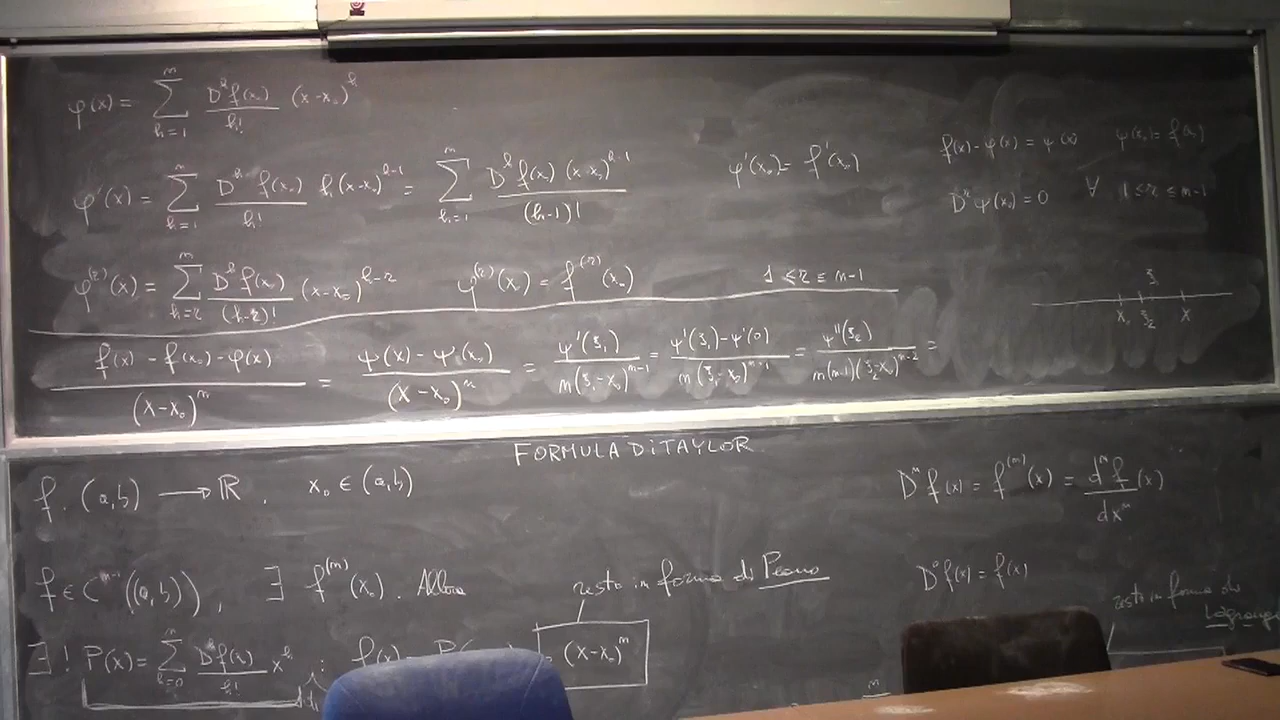 φ(x) = Σ_{h=1}^{n} D^h f(x₀)/h! (x-x₀)^h
φ'(x) = Σ_{h=1}^{n} D^h f(x₀)/h! h(x-x₀)^{h-1} = Σ_{h=1}^{n} D^h f(x₀) (x-x₀)^{h-1}/(h-1)!
φ'(x₀) = f'(x₀)
f(x) - φ(x) = ψ(x) ψ(x₀) = f(x₀)
D^r ψ(x₀) = 0 ∀ 1 ≤ r ≤ n-1
φ^{(r)}(x) = Σ_{h=r}^{n} D^h f(x₀)/(h-r)! (x-x₀)^{h-r} φ^{(r)}(x₀) = f^{(r)}(x₀) 1 ≤ r ≤ n-1
ξ₁
x₀ ξ₂ x
f(x) - f(x₀) - φ(x)/(x-x₀)^n = ψ(x) - ψ(x₀)/(x-x₀)^n = ψ'(ξ₁)/n(ξ₁-x₀)^{n-1} = ψ'(ξ₁) - ψ'(0)/n(ξ₁-x₀)^{n-1} = ψ''(ξ₂)/n(n-1)(ξ₂-x₀)^{n-2} =
FORMULA DI TAYLOR
f: (a,b) → ℝ, x₀ ∈ (a,b)
D^n f(x) = f^{(n)}(x) = d^n f/dx^n (x)
f ∈ C^{n-1}((a,b)), ∃ f^{(n)}(x₀). Allora
resto in forma di Peano
D⁰f(x) = f(x)
resto in forma di
Lagrange
∃! P(x) = Σ_{h=0}^{n} D^h f(x₀)/h! x^h : (x-x₀)^n
n